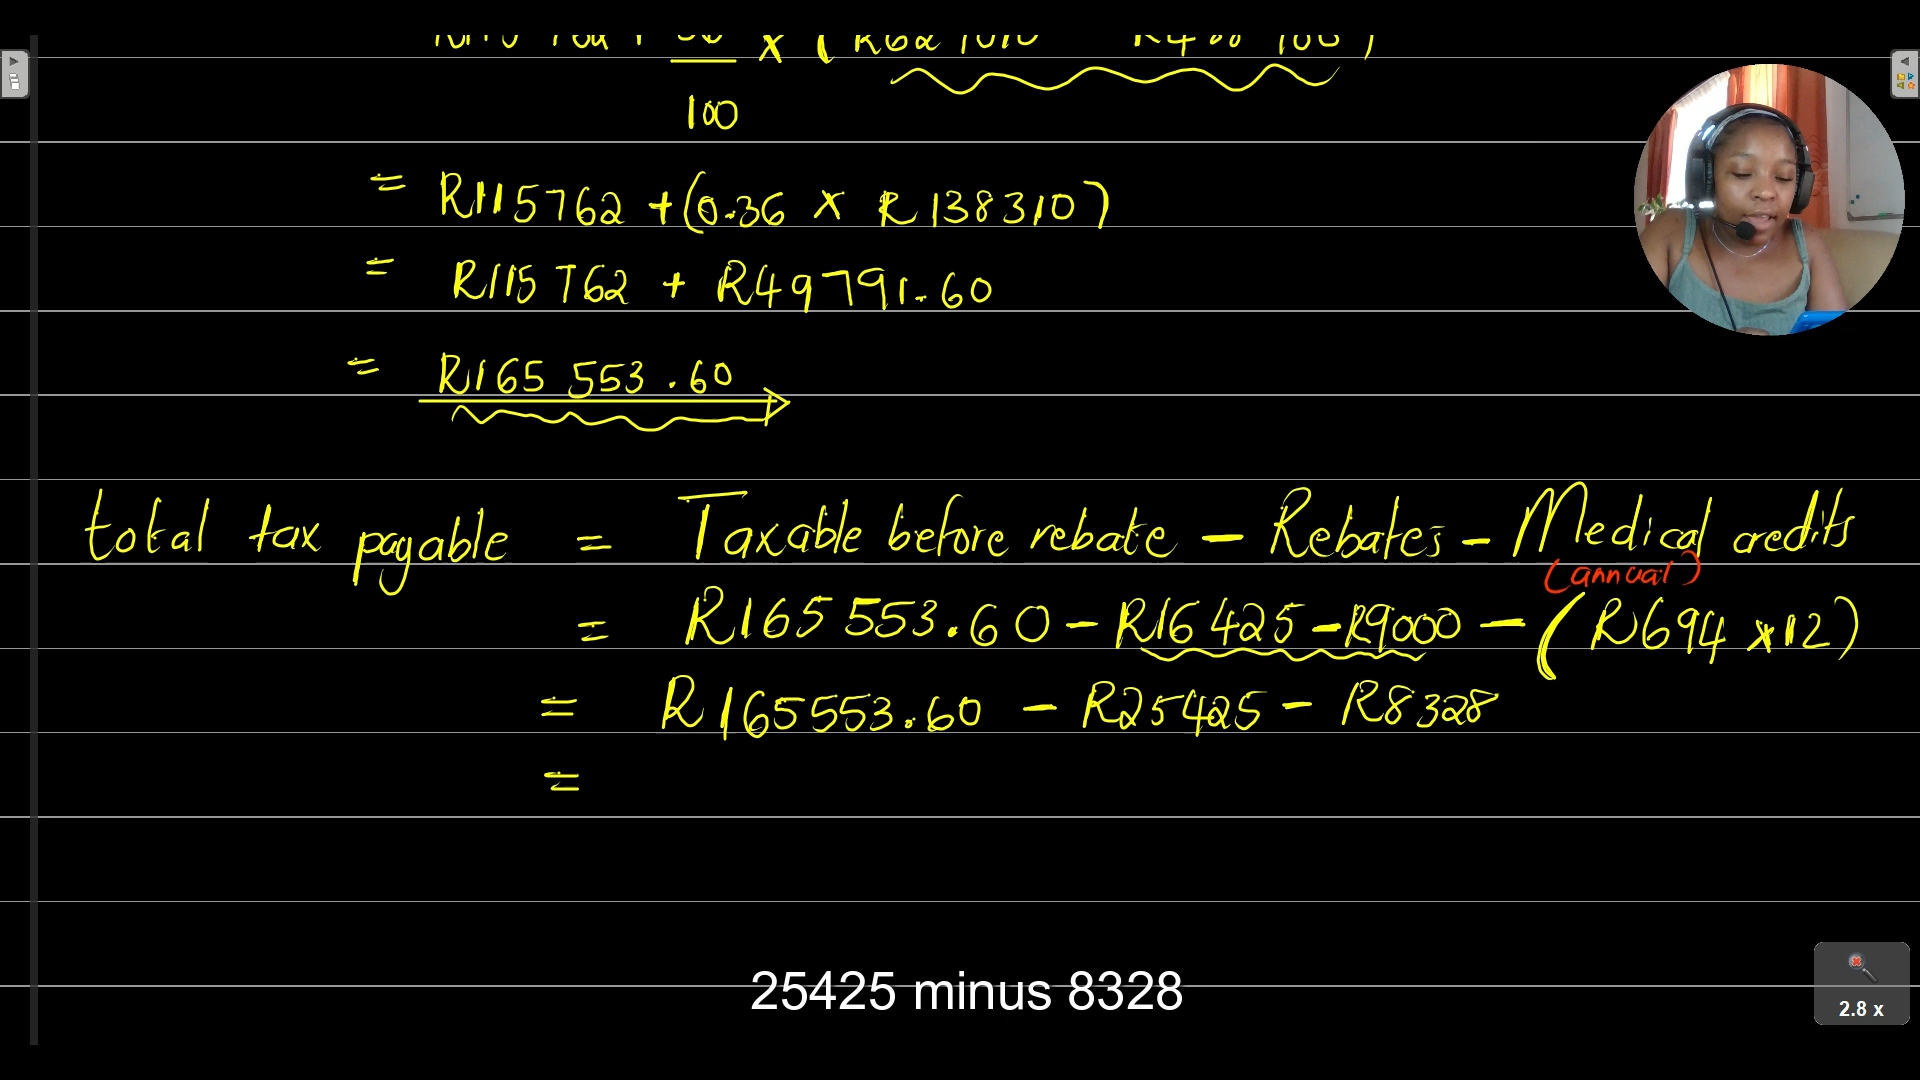 100
= R115762 + (0.36 x R138310)
= R115762 + R49791.60
= R165 553.60
total tax payable = Taxable before rebate - Rebates - Medical credits
(annual)
= R165 553.60 - R16 425 - R9000 - (R694 x 12)
= R165553.60 - R25425 - R8328
=
25425 minus 8328
2.8 x